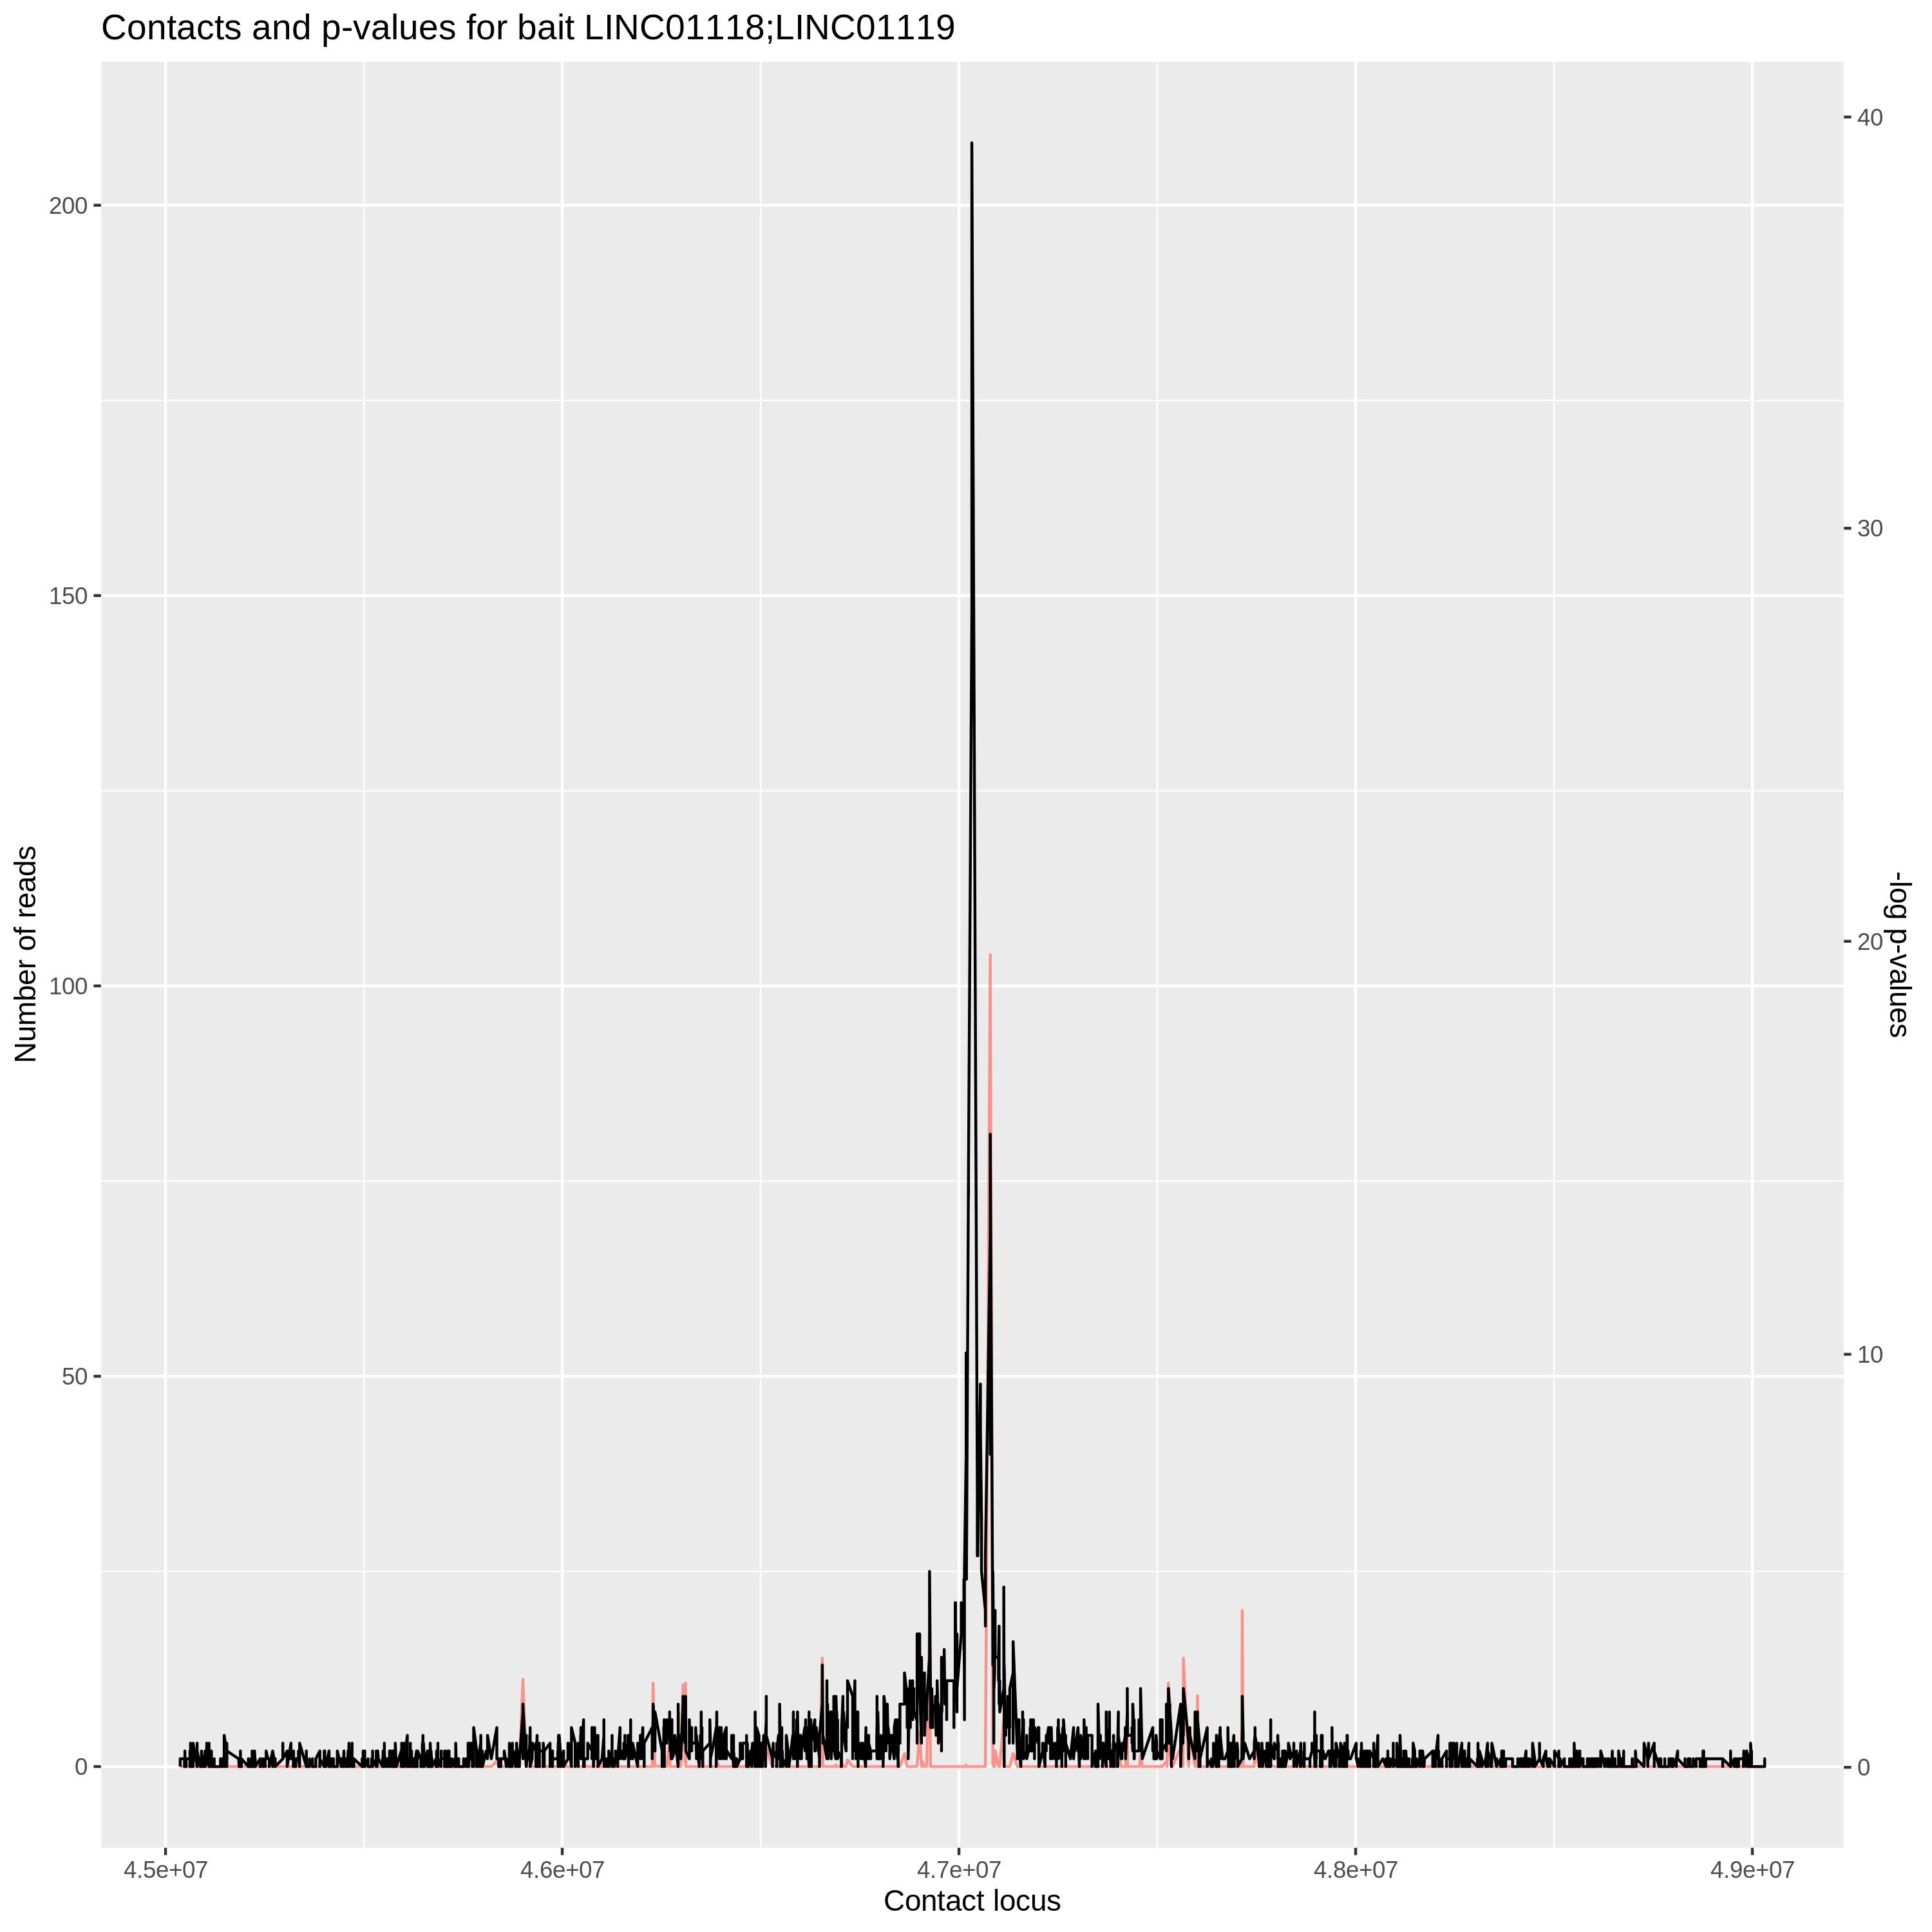 Contacts and p-values for bait LINC01118;LINC01119
Number of reads
200
150
100
50
0
40
30
20
10
0
-log p-values
4.5e+07
4.6e+07
4.7e+07
4.8e+07
4.9e+07
Contact locus